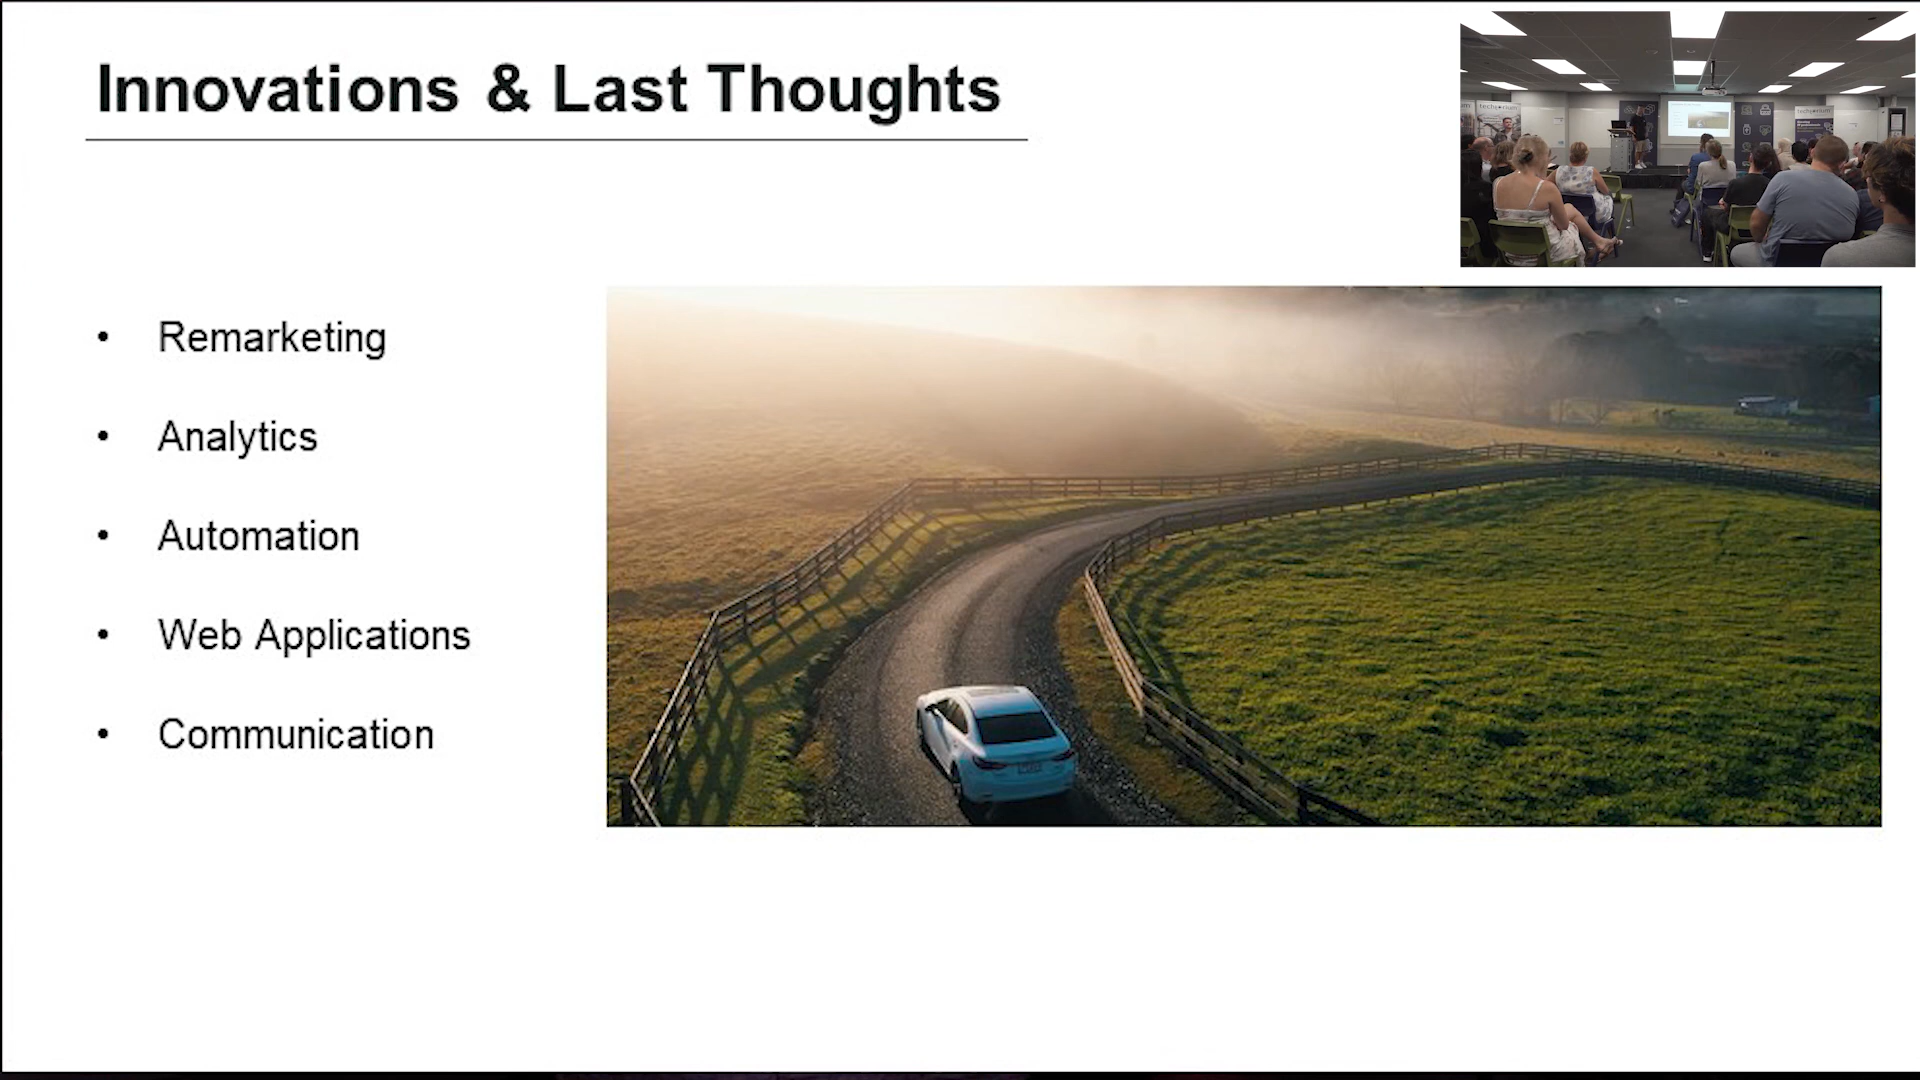 Innovations & Last Thoughts
• Remarketing
• Analytics
• Automation
• Web Applications
• Communication